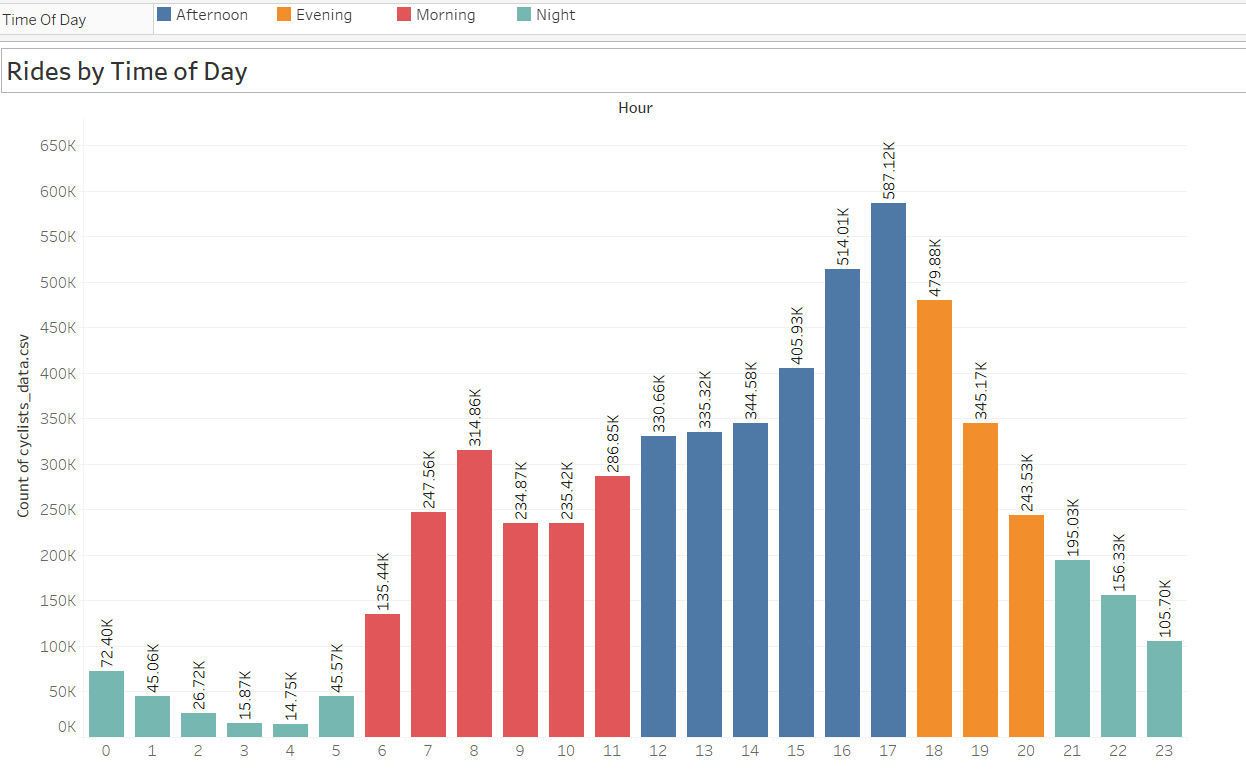 Time Of Day
Afternoon
Evening
Morning
Night
Rides by Time of Day
Hour
Count of cyclists_data.csv
650K
600K
550K
500K
450K
400K
350K
300K
250K
200K
150K
100K
50K
0K
72.40K
45.06K
26.72K
15.87K
14.75K
45.57K
135.44K
247.56K
314.86K
234.87K
235.42K
286.85K
330.66K
335.32K
344.58K
405.93K
514.01K
587.12K
479.88K
345.17K
243.53K
195.03K
156.33K
105.70K
0 1 2 3 4 5 6 7 8 9 10 11 12 13 14 15 16 17 18 19 20 21 22 23